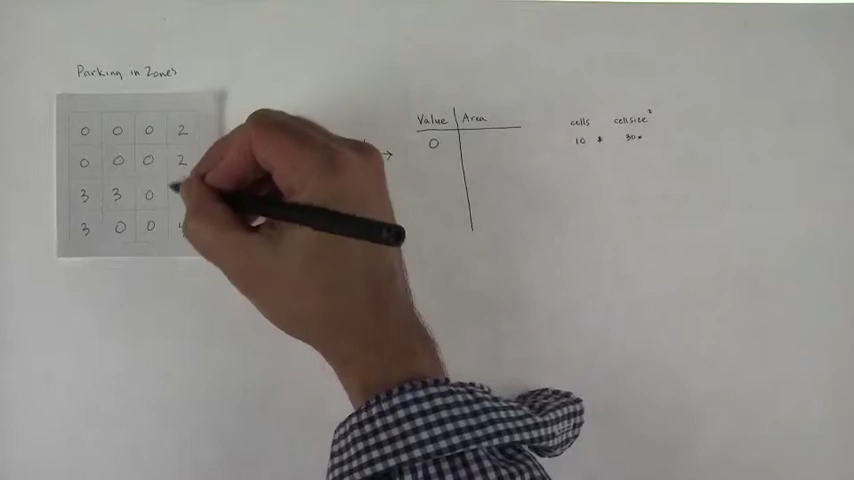 Parking in Zones
0 0 0 2
0 0 0 2
3 3 0
3 0 0
Value Area
0
cells cellsize²
10 * 30